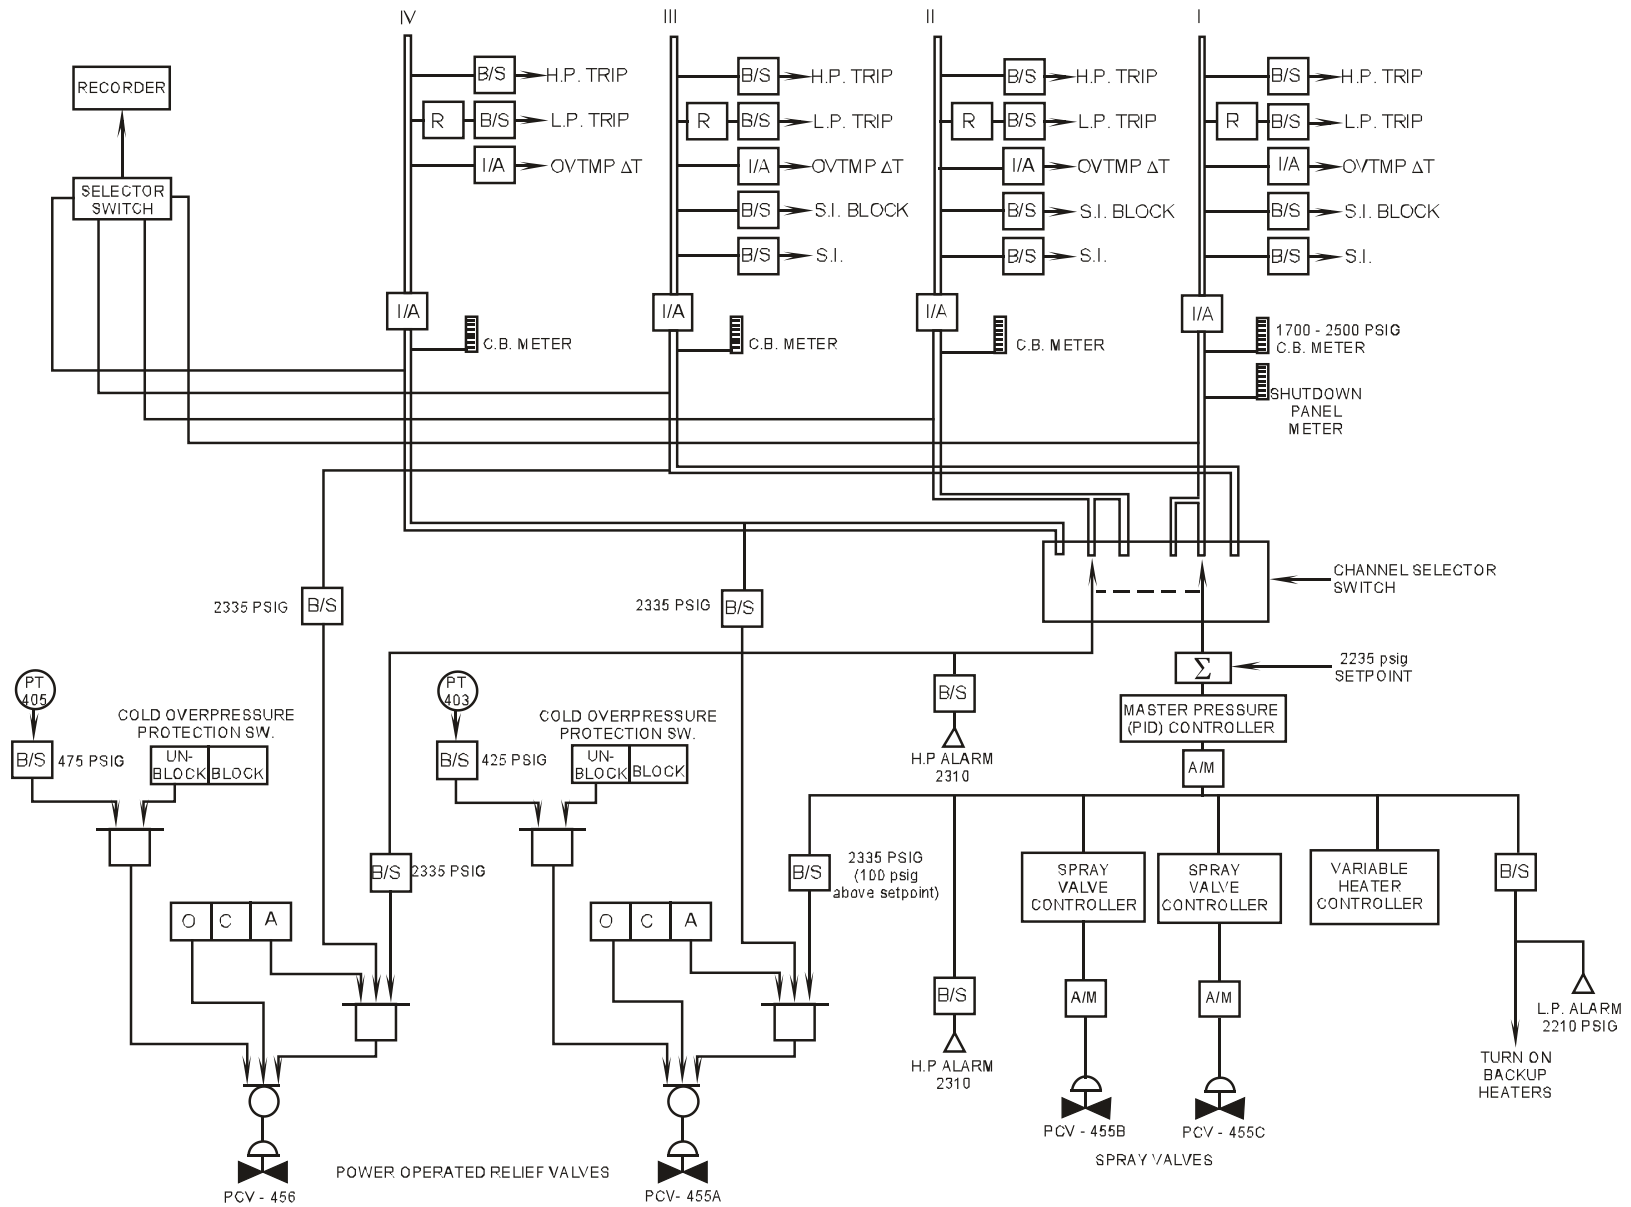 IV
III
II
I
B/S H.P. TRIP
B/S H.P. TRIP
B/S H.P. TRIP
B/S H.P. TRIP
RECORDER
R B/S L.P. TRIP
R B/S L.P. TRIP
R B/S L.P. TRIP
R B/S L.P. TRIP
I/A OVTMP ΔT
I/A OVTMP ΔT
I/A OVTMP ΔT
I/A OVTMP ΔT
SELECTOR
SWITCH
B/S S.I. BLOCK
B/S S.I. BLOCK
B/S S.I. BLOCK
B/S S.I.
B/S S.I.
B/S S.I.
I/A
I/A
I/A
I/A
C.B. METER
C.B. METER
C.B. METER
1700 - 2500 PSIG
C.B. METER
SHUTDOWN
PANEL
METER
CHANNEL SELECTOR
SWITCH
2335 PSIG B/S
2335 PSIG B/S
2235 psig
SETPOINT
Σ
MASTER PRESSURE
(PID) CONTROLLER
A/M
PT
405
B/S 475 PSIG
COLD OVERPRESSURE
PROTECTION SW.
UN-
BLOCK BLOCK
PT
403
B/S 425 PSIG
COLD OVERPRESSURE
PROTECTION SW.
UN-
BLOCK BLOCK
B/S
H.P ALARM
2310
B/S 2335 PSIG
B/S
2335 PSIG
(100 psig
above setpoint)
SPRAY
VALVE
CONTROLLER
SPRAY
VALVE
CONTROLLER
VARIABLE
HEATER
CONTROLLER
B/S
O C A
O C A
B/S
H.P ALARM
2310
A/M
A/M
L.P. ALARM
2210 PSIG
TURN ON
BACKUP
HEATERS
PCV - 455B
PCV - 455C
SPRAY VALVES
POWER OPERATED RELIEF VALVES
PCV - 456
PCV- 455A